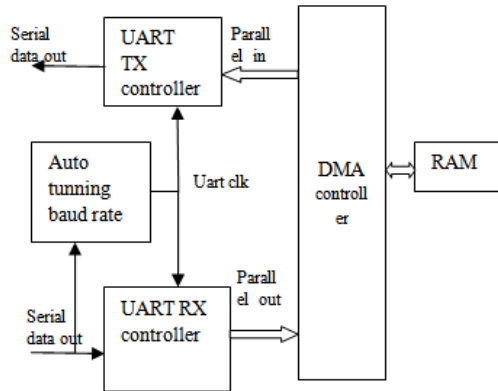 Serial
data out
UART
TX
controller
Parall
el in
Auto
tunning
baud rate
Uart clk
DMA
controll
er
RAM
Serial
data out
UART RX
controller
Parall
el out